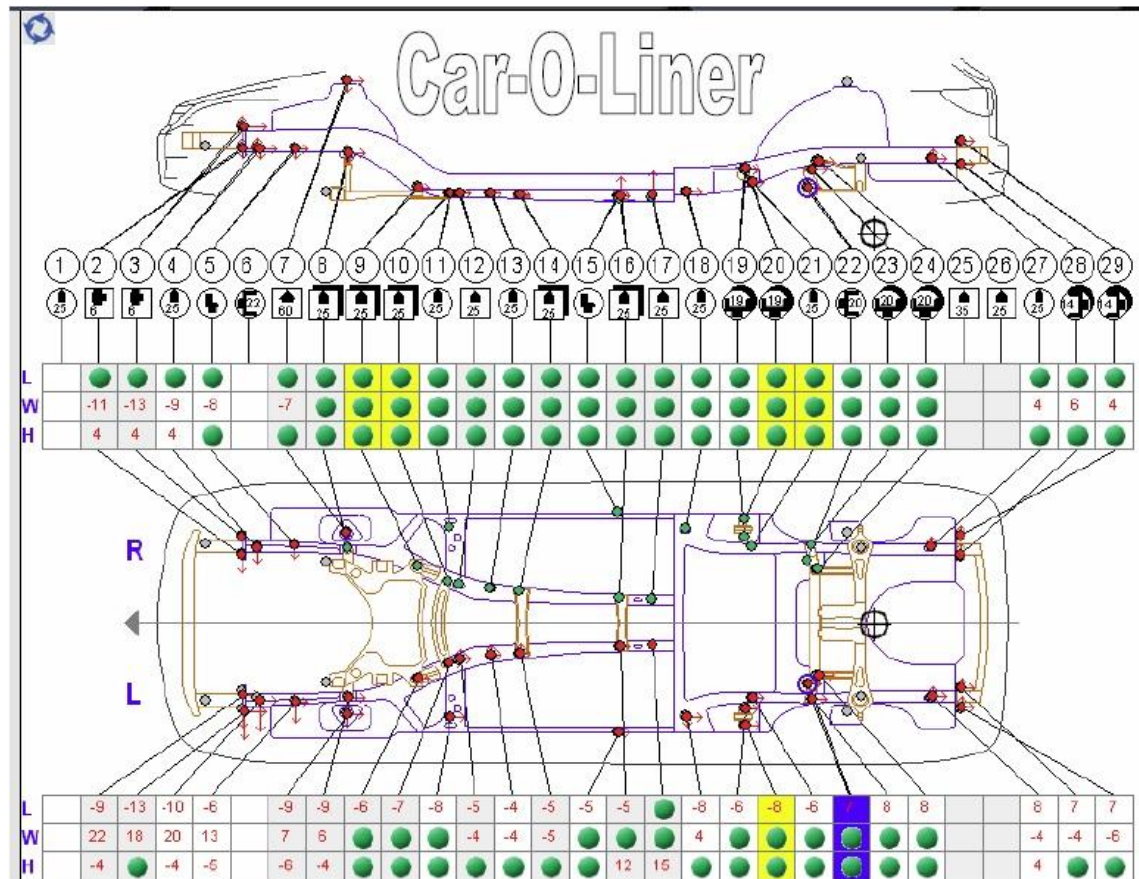 Car-O-Liner
1 2 3 4 5 6 7 8 9 10 11 12 13 14 15 16 17 18 19 20 21 22 23 24 25 26 27 28 29
25 6 6 25 22 60 25 25 25 25 25 25 25 25 25 25 19 19 25 20 20 20 35 25 25 14 14
L
W -11 -13 -9 -8 -7 4 6 4
H 4 4 4
R
L
L -9 -13 -10 -6 -9 -9 -6 -7 -8 -5 -4 -5 -5 -5 -8 -6 -8 -6 7 8 8 8 7 7
W 22 18 20 13 7 6 -4 -4 -5 4 -4 -4 -6
H -4 -4 -5 -6 -4 12 15 4